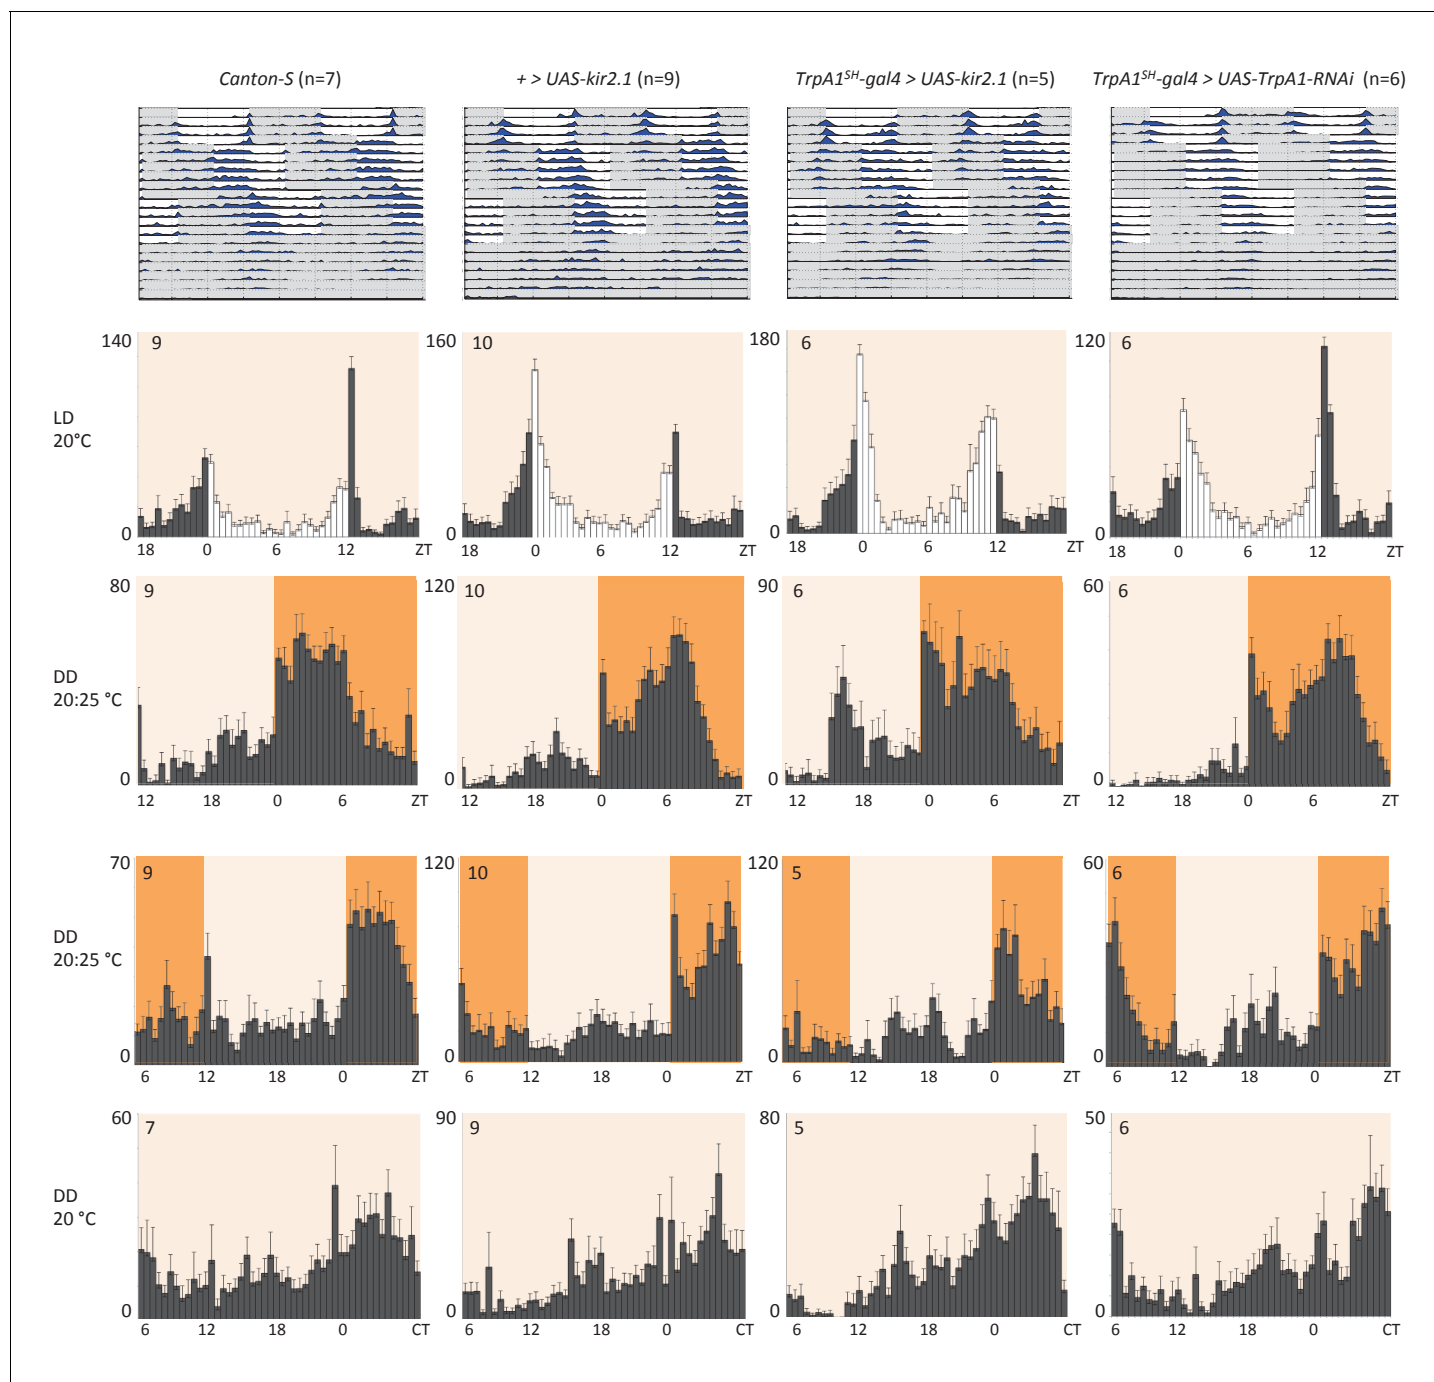 Canton-S (n=7) + > UAS-kir2.1 (n=9) TrpA1SH-gal4 > UAS-kir2.1 (n=5) TrpA1SH-gal4 > UAS-TrpA1-RNAi (n=6)
140 9 160 10 180 6 120 6
LD
20°C
0 0 0 0
18 0 6 12 ZT 18 0 6 12 ZT 18 0 6 12 ZT 18 0 6 12 ZT
80 9 120 10 90 6 60 6
DD
20:25 °C
0 0 0 0
12 18 0 6 ZT 12 18 0 6 ZT 12 18 0 6 ZT 12 18 0 6 ZT
70 9 120 10 120 5 60 6
DD
20:25 °C
0 0 0 0
6 12 18 0 ZT 6 12 18 0 ZT 6 12 18 0 ZT 6 12 18 0 ZT
60 7 90 9 80 5 50 6
DD
20 °C
0 0 0 0
6 12 18 0 CT 6 12 18 0 CT 6 12 18 0 CT 6 12 18 0 CT